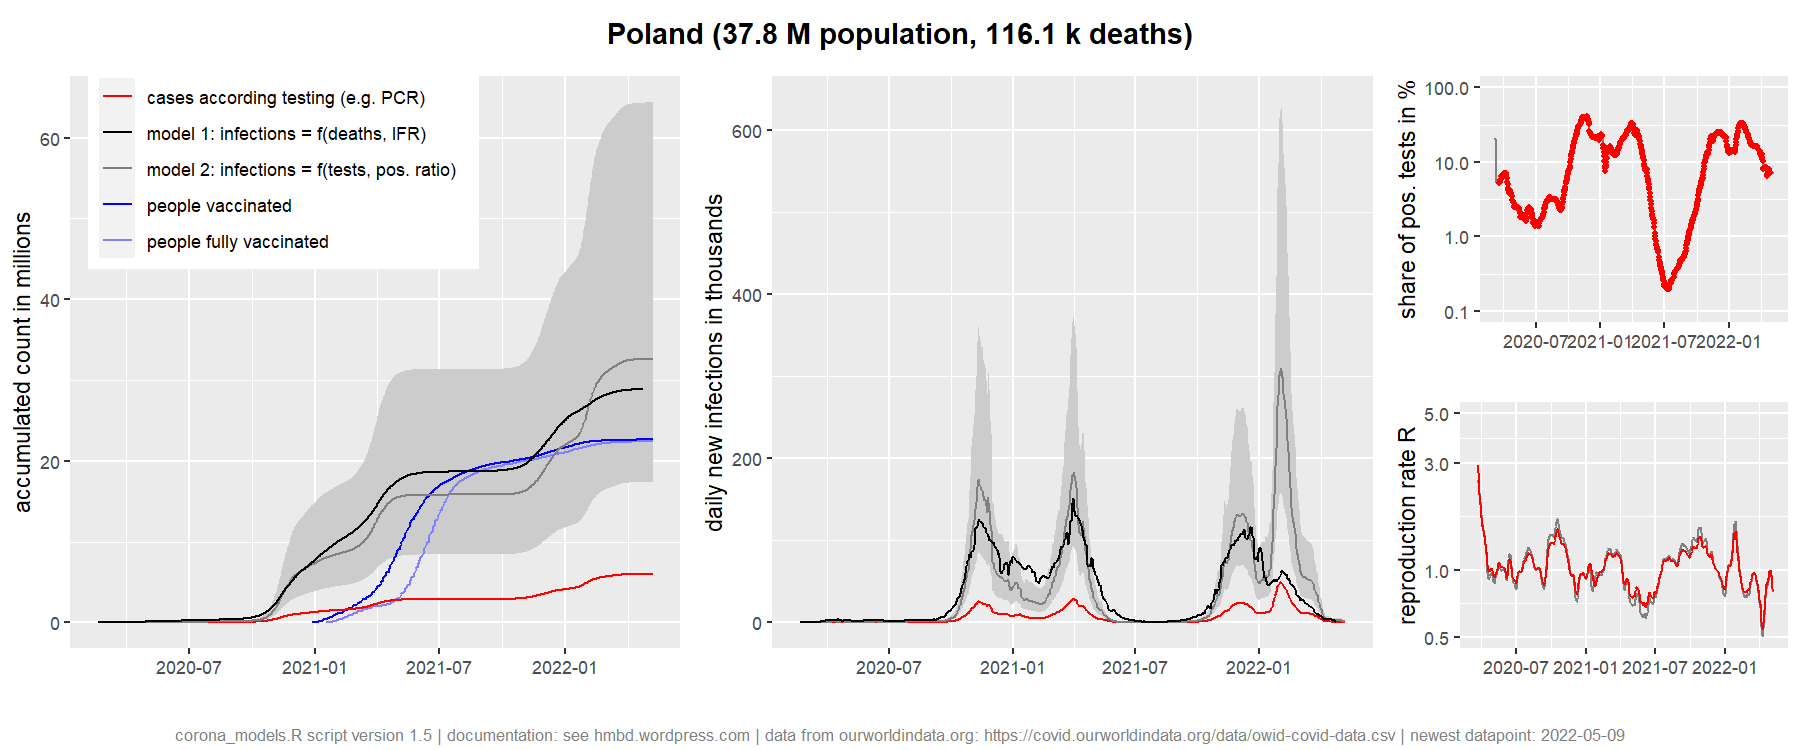 Poland (37.8 M population, 116.1 k deaths)
accumulated count in millions
60
40
20
0
cases according testing (e.g. PCR)
model 1: infections = f(deaths, IFR)
model 2: infections = f(tests, pos. ratio)
people vaccinated
people fully vaccinated
2020-07 2021-01 2021-07 2022-01
daily new infections in thousands
600
400
200
0
2020-07 2021-01 2021-07 2022-01
share of pos. tests in %
100.0
10.0
1.0
0.1
2020-07 2021-01 2021-07 2022-01
reproduction rate R
5.0
3.0
1.0
0.5
2020-07 2021-01 2021-07 2022-01
corona_models.R script version 1.5 | documentation: see hmbd.wordpress.com | data from ourworldindata.org: https://covid.ourworldindata.org/data/owid-covid-data.csv | newest datapoint: 2022-05-09